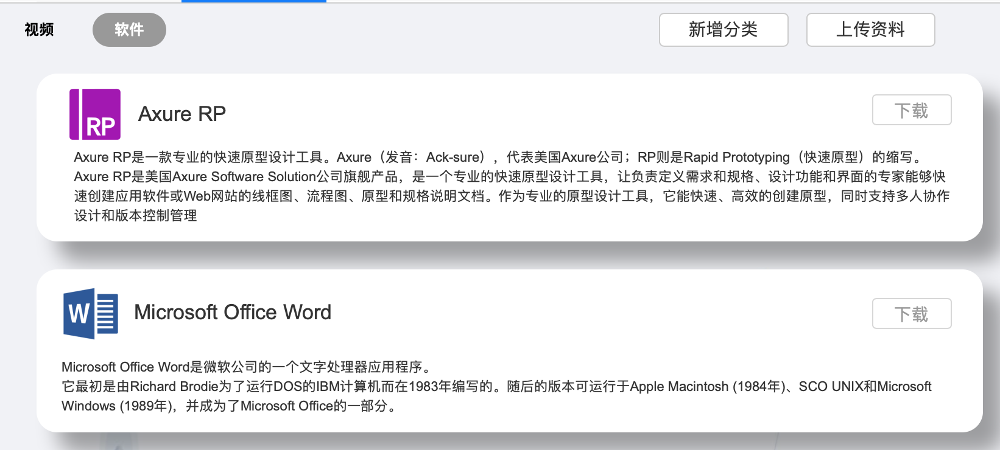 视频
软件
新增分类
上传资料
RP
Axure RP
下载
Axure RP是一款专业的快速原型设计工具。Axure（发音：Ack-sure），代表美国Axure公司；RP则是Rapid Prototyping（快速原型）的缩写。
Axure RP是美国Axure Software Solution公司旗舰产品，是一个专业的快速原型设计工具，让负责定义需求和规格、设计功能和界面的专家能够快
速创建应用软件或Web网站的线框图、流程图、原型和规格说明文档。作为专业的原型设计工具，它能快速、高效的创建原型，同时支持多人协作
设计和版本控制管理
W
Microsoft Office Word
下载
Microsoft Office Word是微软公司的一个文字处理器应用程序。
它最初是由Richard Brodie为了运行DOS的IBM计算机而在1983年编写的。随后的版本可运行于Apple Macintosh (1984年)、SCO UNIX和Microsoft
Windows (1989年)，并成为了Microsoft Office的一部分。